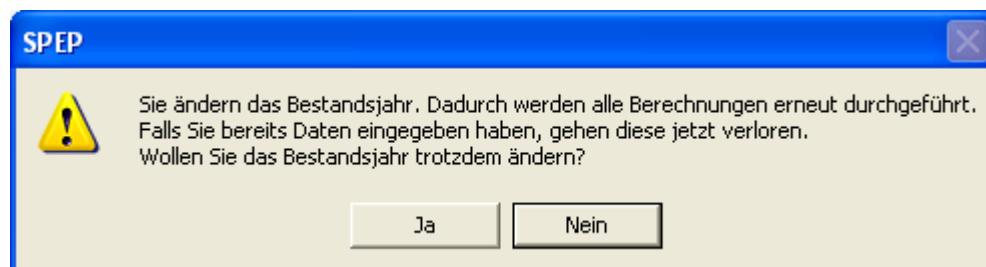 SPEP
Sie ändern das Bestandsjahr. Dadurch werden alle Berechnungen erneut durchgeführt.
Falls Sie bereits Daten eingegeben haben, gehen diese jetzt verloren.
Wollen Sie das Bestandsjahr trotzdem ändern?
Ja
Nein